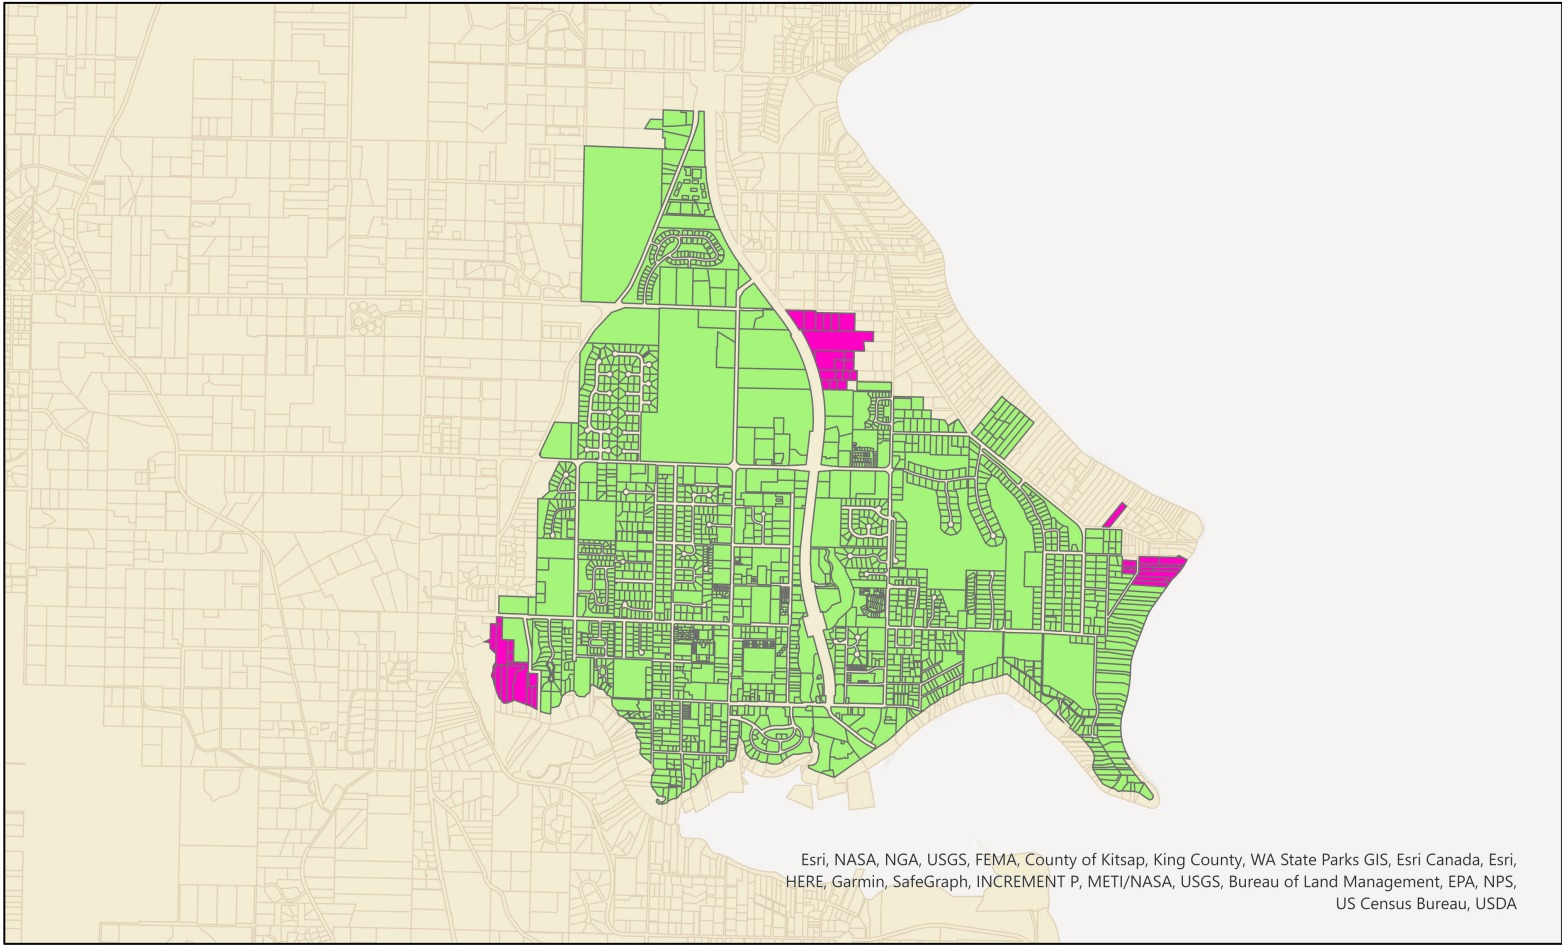 Esri, NASA, NGA, USGS, FEMA, County of Kitsap, King County, WA State Parks GIS, Esri Canada, Esri,
HERE, Garmin, SafeGraph, INCREMENT P, METI/NASA, USGS, Bureau of Land Management, EPA, NPS,
US Census Bureau, USDA